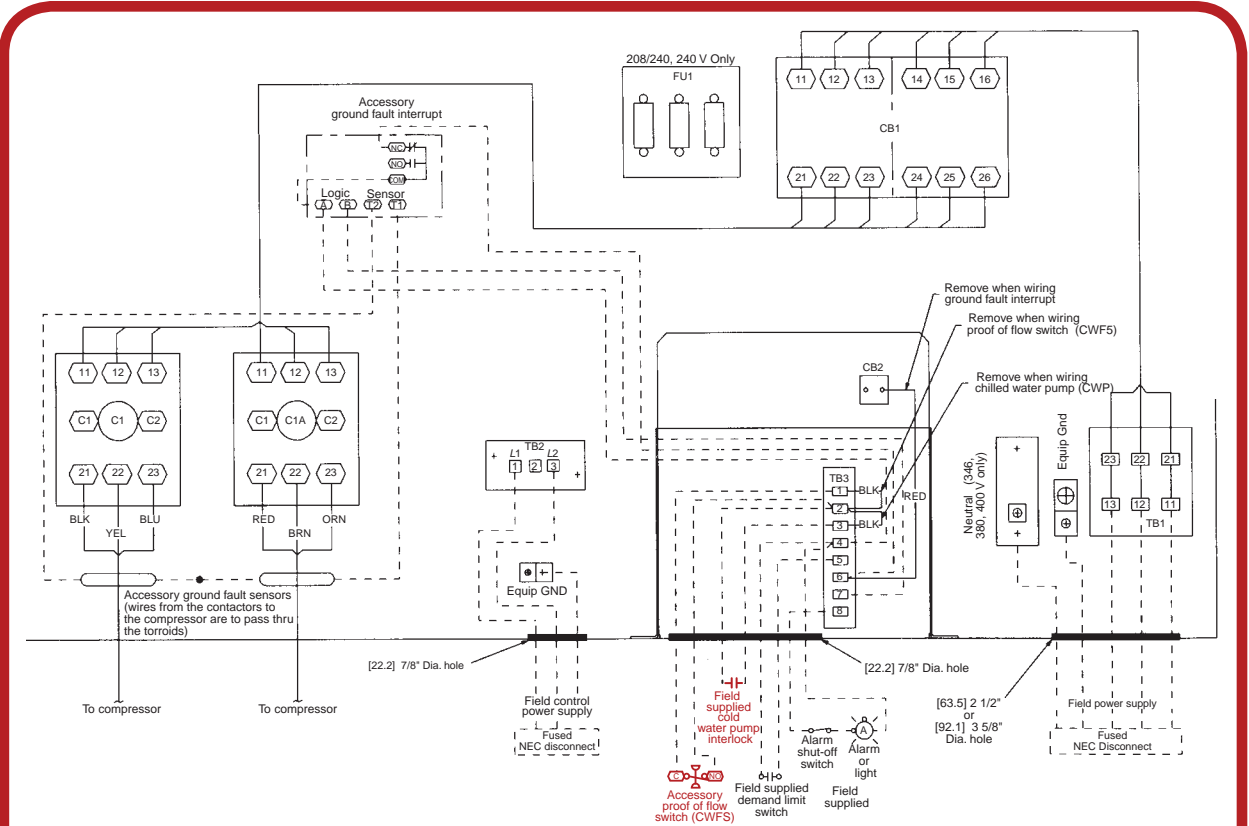 208/240, 240 V Only
FU1
11 12 13 14 15 16
CB1
21 22 23 24 25 26
Accessory
ground fault interrupt
NC
NO
COM
Logic Sensor
A B T2 T1
Remove when wiring
ground fault interrupt
Remove when wiring
proof of flow switch (CWF5)
Remove when wiring
chilled water pump (CWP)
CB2
11 12 13
C1 C1 C2
21 22 23
BLK YEL BLU
11 12 13
C1 C1A C2
21 22 23
RED BRN ORN
TB2
L1 L2
1 2 3
Equip GND
TB3
1 BLK
2
3 BLK
4
5
6
7
8
RED
Neutral (346,
380, 400 V only)
Equip Gnd
23 22 21
13 12 11
TB1
Accessory ground fault sensors
(wires from the contactors to
the compressor are to pass thru
the torroids)
[22.2] 7/8" Dia. hole
[22.2] 7/8" Dia. hole
[63.5] 2 1/2"
or
[92.1] 3 5/8"
Dia. hole
To compressor
To compressor
Field control
power supply
Fused
NEC disconnect
Field
supplied
cold
water pump
interlock
C NO
Accessory
proof of flow
switch (CWFS)
Field supplied
demand limit
switch
Alarm
shut-off
switch
A
Alarm
or
light
Field
supplied
Field power supply
Fused
NEC Disconnect